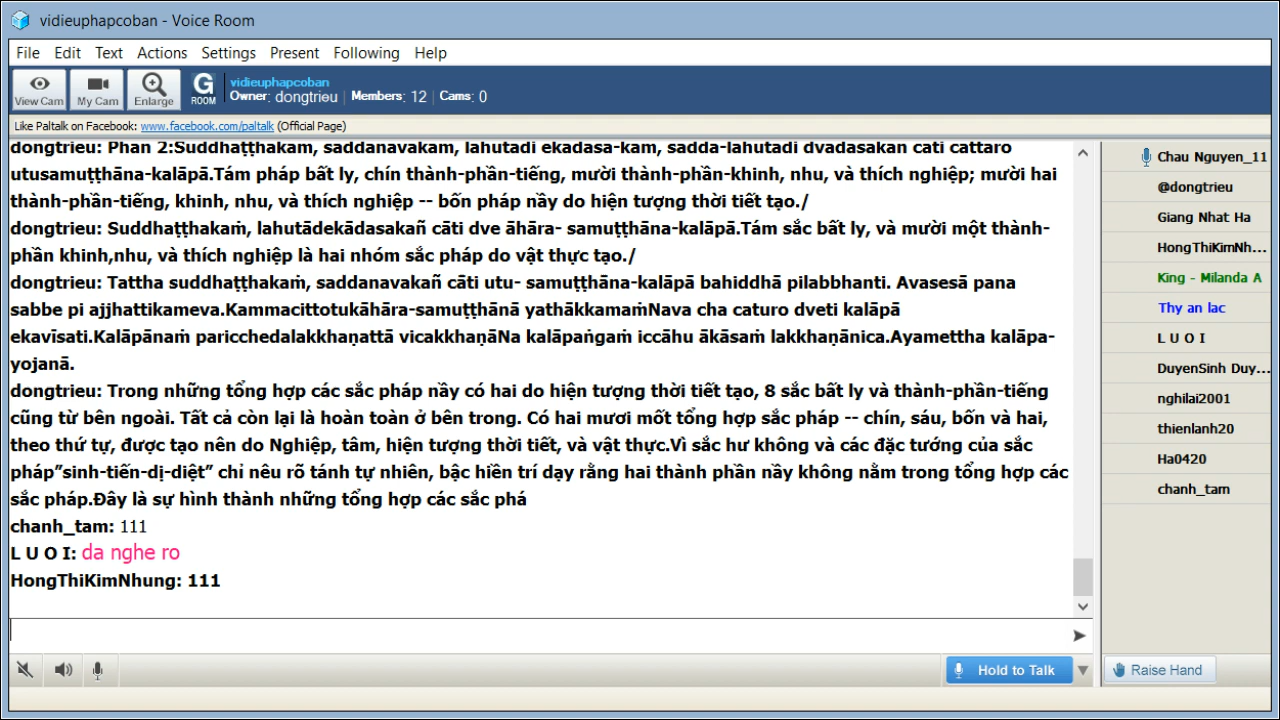 vidieuphapcoban - Voice Room
File Edit Text Actions Settings Present Following Help
View Cam My Cam Enlarge G ROOM
vidieuphapcoban
Owner: dongtrieu | Members: 12 | Cams: 0
Like Paltalk on Facebook: www.facebook.com/paltalk (Official Page)
dongtrieu: Phần 2:Suddhaṭṭhakaṁ, saddanavakaṁ, lahutādi ekādasa-kaṁ, sadda-lahutādi dvādasakañ cāti cattāro
utusamuṭṭhāna-kalāpā.Tám pháp bất ly, chín thành-phần-tiếng, mười thành-phần-khinh, nhu, và thích nghiệp; mười hai
thành-phần-tiếng, khinh, nhu, và thích nghiệp -- bốn pháp nầy do hiện tượng thời tiết tạo./
dongtrieu: Suddhaṭṭhakaṁ, lahutādekādasakañ cāti dve āhāra- samuṭṭhāna-kalāpā.Tám sắc bất ly, và mười một thành-
phần khinh,nhu, và thích nghiệp là hai nhóm sắc pháp do vật thực tạo./
dongtrieu: Tattha suddhaṭṭhakaṁ, saddanavakañ cāti utu- samuṭṭhāna-kalāpā bahiddhā pilabbhanti. Avasesā pana
sabbe pi ajjhattikameva.Kammacittotukāhāra-samuṭṭhānā yathākkamaṁNava cha caturo dveti kalāpā
ekavīsati.Kalāpānaṁ paricchedalakkhaṇattā vicakkhaṇāNa kalāpaṅgaṁ iccāhu ākāsaṁ lakkhaṇānica.Ayamettha kalāpa-
yojanā.
dongtrieu: Trong những tổng hợp các sắc pháp nầy có hai do hiện tượng thời tiết tạo, 8 sắc bất ly và thành-phần-tiếng
cũng từ bên ngoài. Tất cả còn lại là hoàn toàn ở bên trong. Có hai mươi mốt tổng hợp sắc pháp -- chín, sáu, bốn và hai,
theo thứ tự, được tạo nên do Nghiệp, tâm, hiện tượng thời tiết, và vật thực.Vì sắc hư không và các đặc tướng của sắc
pháp”sinh-tiến-dị-diệt” chỉ nêu rõ tánh tự nhiên, bậc hiền trí dạy rằng hai thành phần nầy không nằm trong tổng hợp các
sắc pháp.Đây là sự hình thành những tổng hợp các sắc phá
chanh_tam: 111
L U O I: da nghe ro
HongThiKimNhung: 111
Hold to Talk
Chau Nguyen_11
@dongtrieu
Giang Nhat Ha
HongThiKimNh...
King - Milanda A
Thy an lac
L U O I
DuyenSinh Duy...
nghilai2001
thienlanh20
Ha0420
chanh_tam
Raise Hand